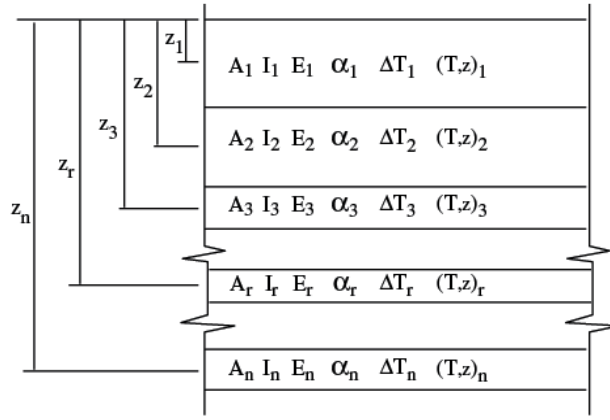 z₁
A₁ I₁ E₁ α₁ ΔT₁ (T,z)₁
z₂
A₂ I₂ E₂ α₂ ΔT₂ (T,z)₂
z₃
A₃ I₃ E₃ α₃ ΔT₃ (T,z)₃
zᵣ
zₙ
Aᵣ Iᵣ Eᵣ αᵣ ΔTᵣ (T,z)ᵣ
Aₙ Iₙ Eₙ αₙ ΔTₙ (T,z)ₙ